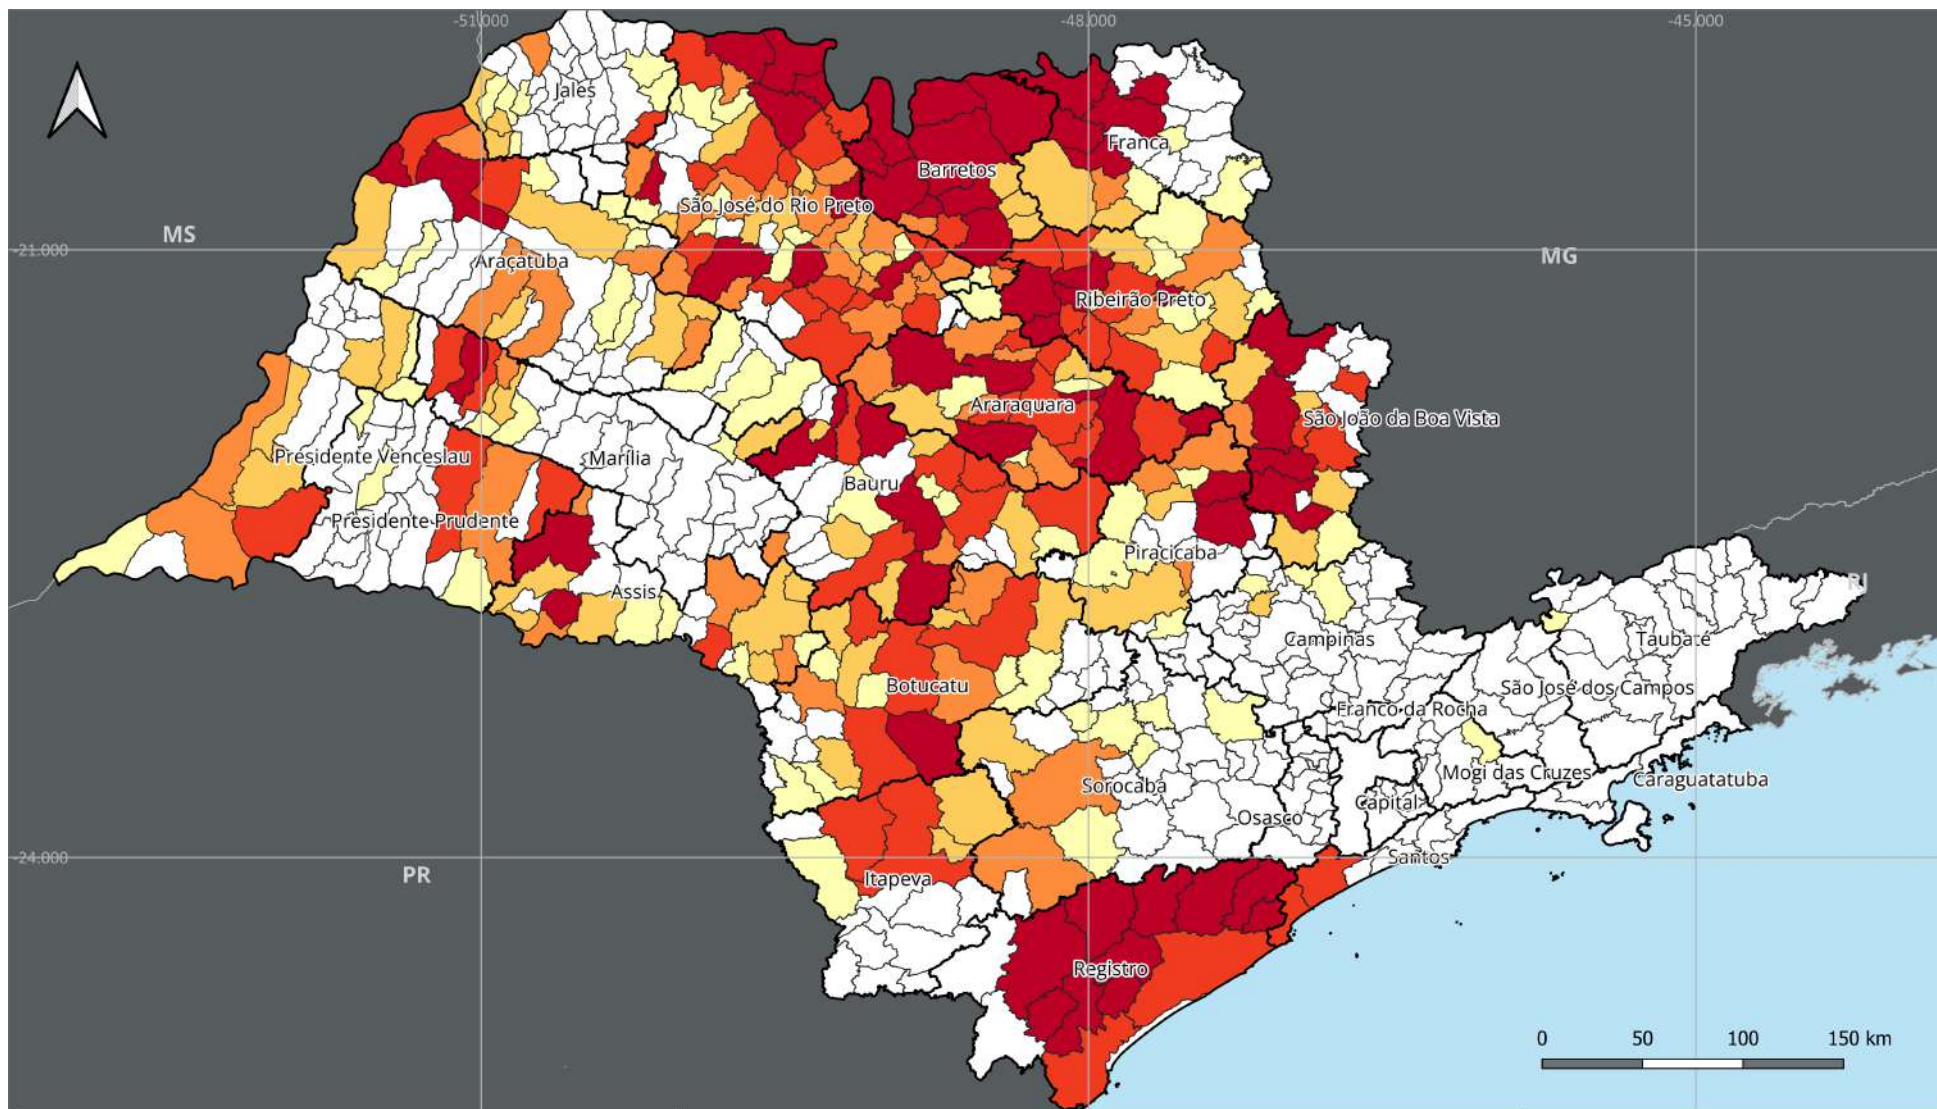 -51.000
-48.000
-45.000
Jales
Franca
Barretos
São José do Rio Preto
MS
-21.000
MG
Araçatuba
Ribeirão Preto
Araraquara
São João da Boa Vista
Presidente Venceslau
Marília
Bauru
Presidente Prudente
Piracicaba
RJ
Assis
Campinas
Taubaté
Botucatu
São José dos Campos
Franco da Rocha
Mogi das Cruzes
Caraguatatuba
Sorocaba
Capital
Osasco
-24.000
Santos
PR
Itapeva
Registro
0 50 100 150 km